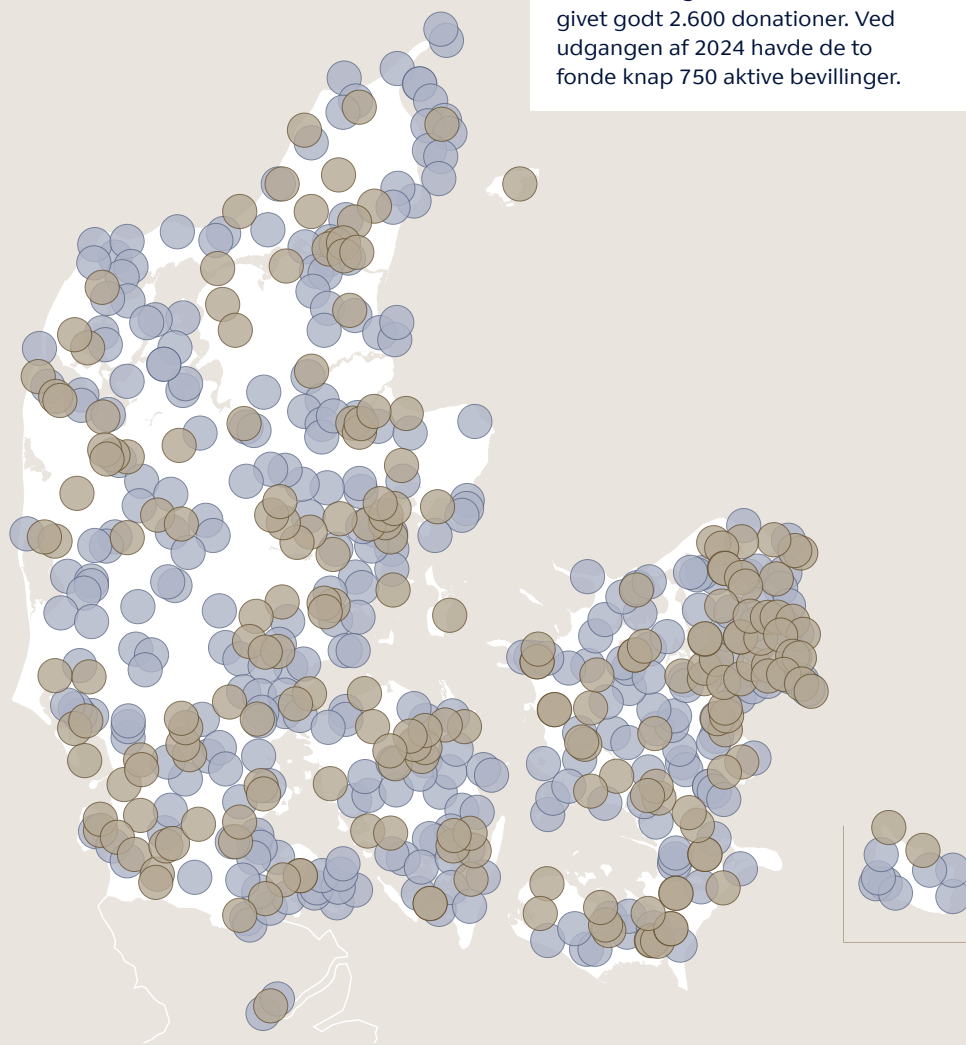 givet godt 2.600 donationer. Ved
udgangen af 2024 havde de to
fonde knap 750 aktive bevillinger.